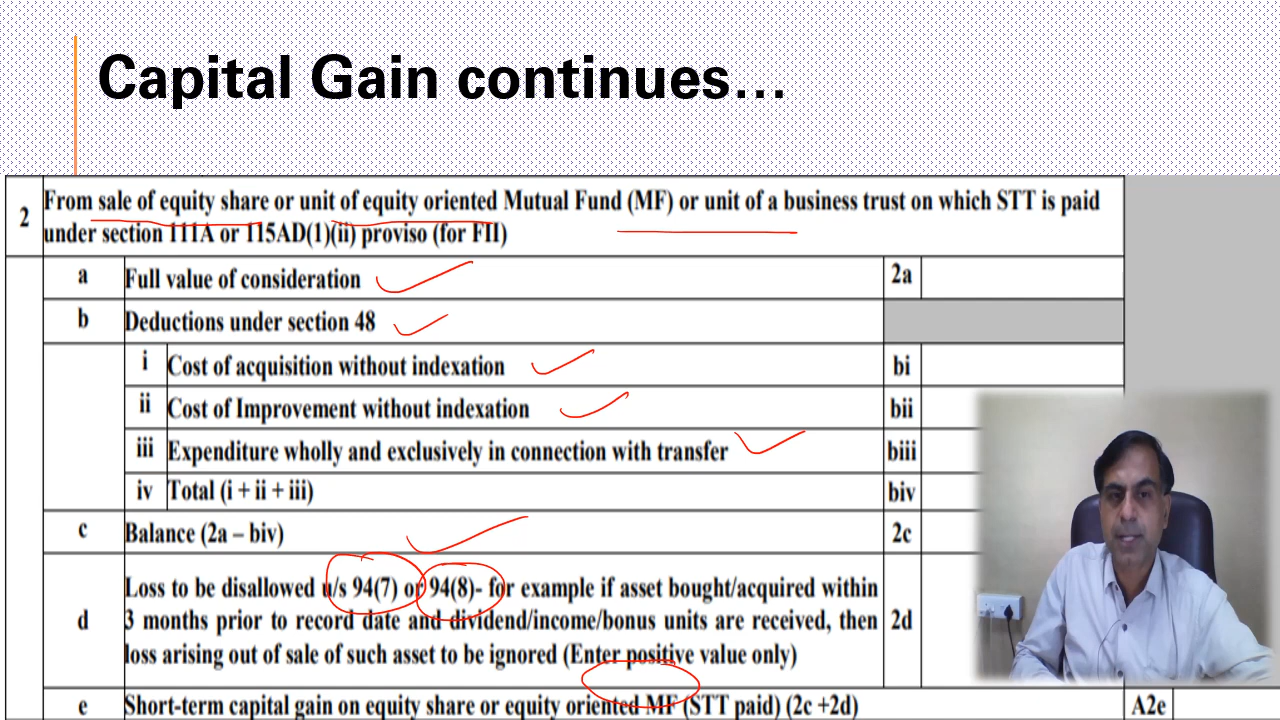 Capital Gain continues...
2
From sale of equity share or unit of equity oriented Mutual Fund (MF) or unit of a business trust on which STT is paid
under section 111A or 115AD(1)(ii) proviso (for FII)
a Full value of consideration 2a
b Deductions under section 48
i Cost of acquisition without indexation bi
ii Cost of Improvement without indexation bii
iii Expenditure wholly and exclusively in connection with transfer biii
iv Total (i + ii + iii) biv
c Balance (2a – biv) 2c
Loss to be disallowed u/s 94(7) or 94(8)- for example if asset bought/acquired within
d 3 months prior to record date and dividend/income/bonus units are received, then 2d
loss arising out of sale of such asset to be ignored (Enter positive value only)
e Short-term capital gain on equity share or equity oriented MF (STT paid) (2c +2d) A2e